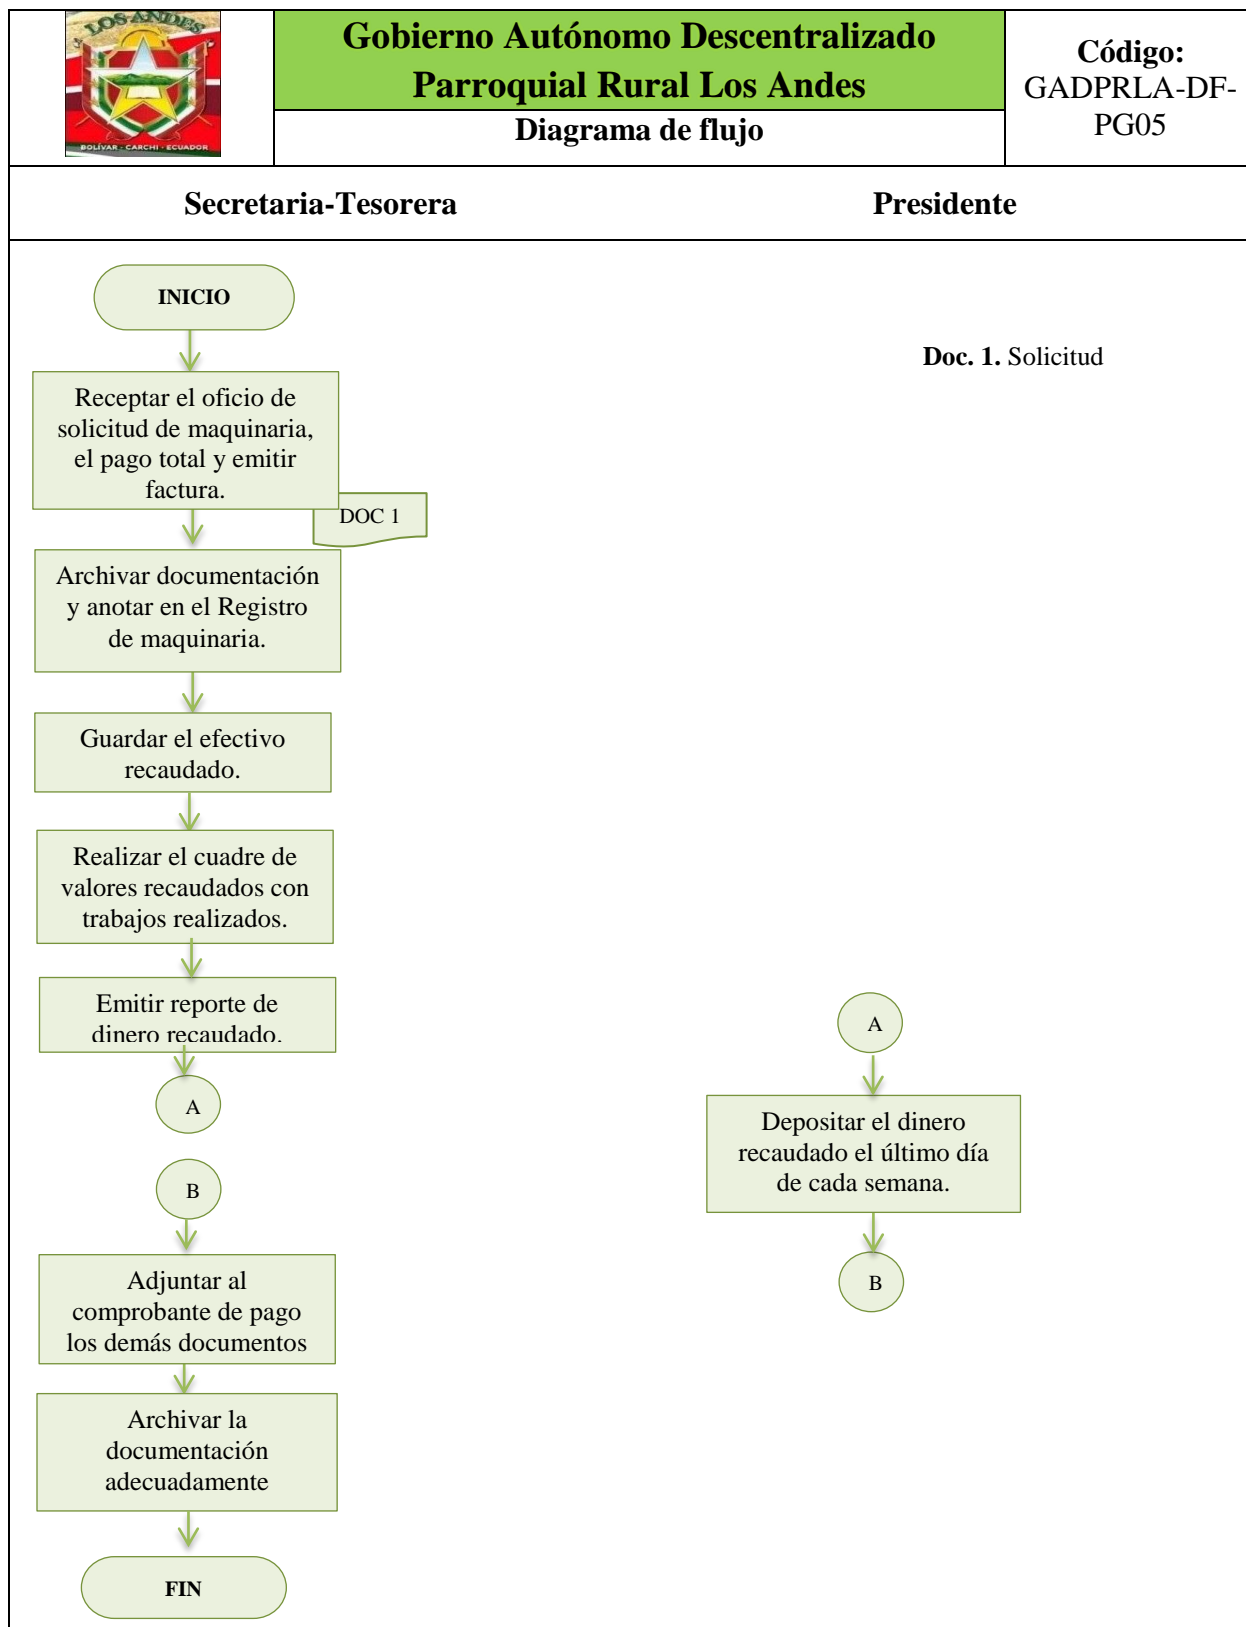 LOS ANDES
BOLÍVAR - CARCHI - ECUADOR
Gobierno Autónomo Descentralizado
Parroquial Rural Los Andes
Diagrama de flujo
Código:
GADPRLA-DF-
PG05
Secretaria-Tesorera
Presidente
INICIO
Doc. 1. Solicitud
Receptar el oficio de
solicitud de maquinaria,
el pago total y emitir
factura.
DOC 1
Archivar documentación
y anotar en el Registro
de maquinaria.
Guardar el efectivo
recaudado.
Realizar el cuadre de
valores recaudados con
trabajos realizados.
Emitir reporte de
dinero recaudado.
A
B
Adjuntar al
comprobante de pago
los demás documentos
Archivar la
documentación
adecuadamente
FIN
A
Depositar el dinero
recaudado el último día
de cada semana.
B